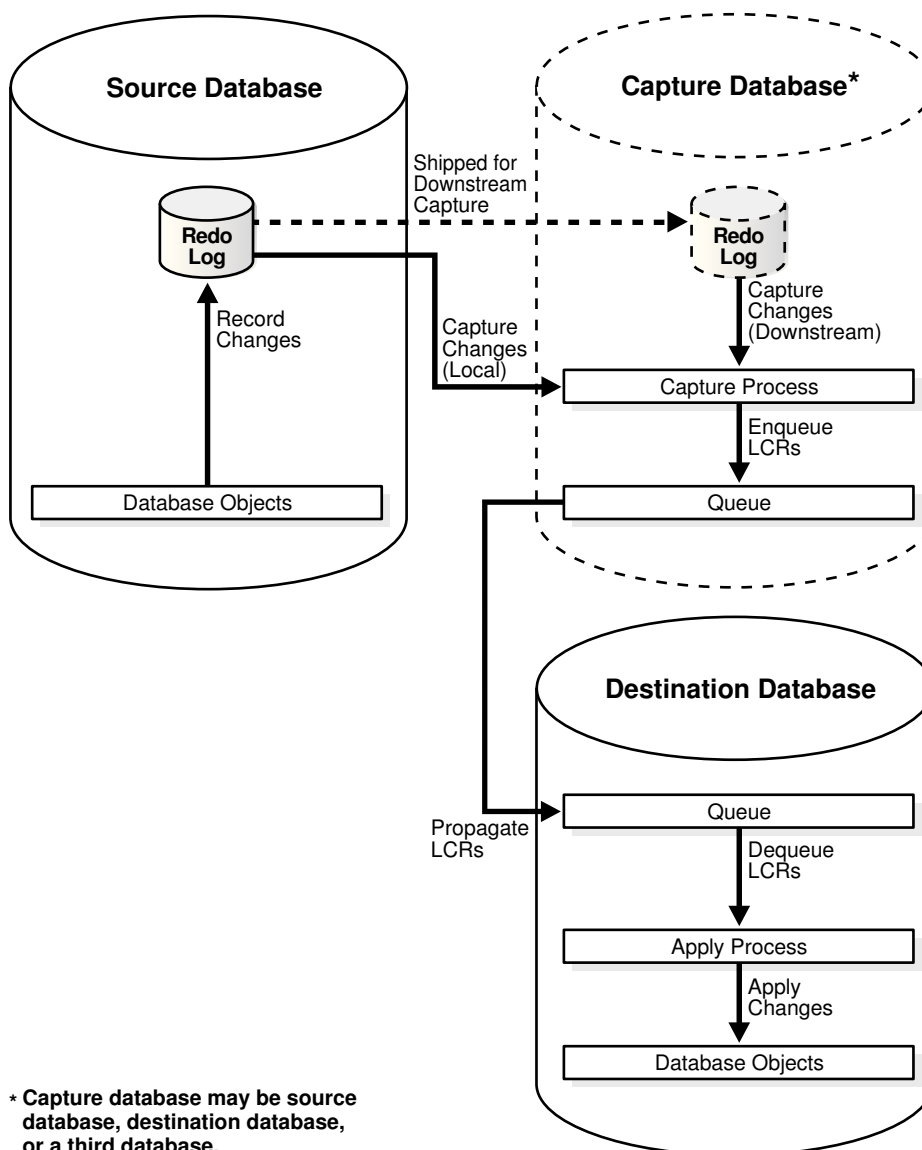 Source Database
Capture Database*
Shipped for
Downstream
Capture
Redo
Log
Redo
Log
Record
Changes
Capture
Changes
(Local)
Capture
Changes
(Downstream)
Capture Process
Enqueue
LCRs
Database Objects
Queue
Destination Database
Propagate
LCRs
Queue
Dequeue
LCRs
Apply Process
Apply
Changes
Database Objects
* Capture database may be source
database, destination database,
or a third database.